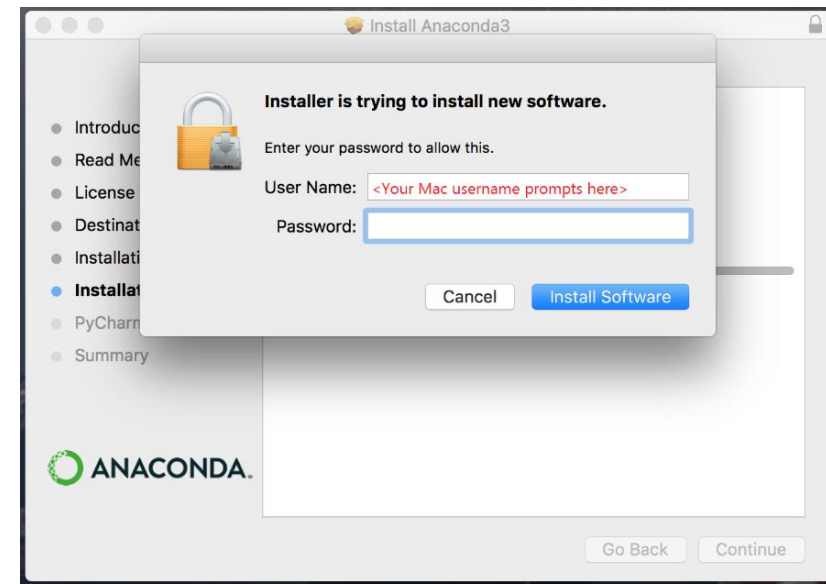 Install Anaconda3
Installer is trying to install new software.
Enter your password to allow this.
User Name: <Your Mac username prompts here>
Password:
Cancel Install Software
Introduc
Read Me
License
Destinat
Installati
Installat
PyCharm
Summary
ANACONDA.
Go Back Continue